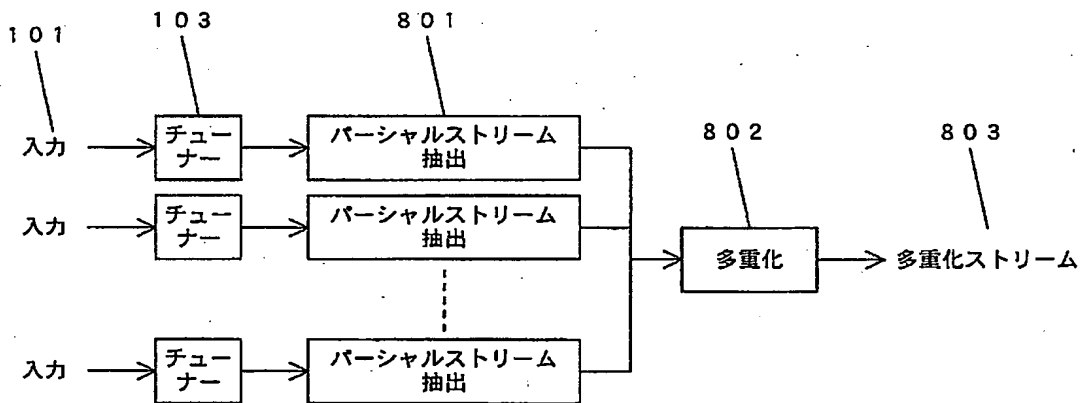 101
103
801
入力
チュー
ナー
パーシャルストリーム
抽出
入力
チュー
ナー
パーシャルストリーム
抽出
802
803
多重化
多重化ストリーム
入力
チュー
ナー
パーシャルストリーム
抽出